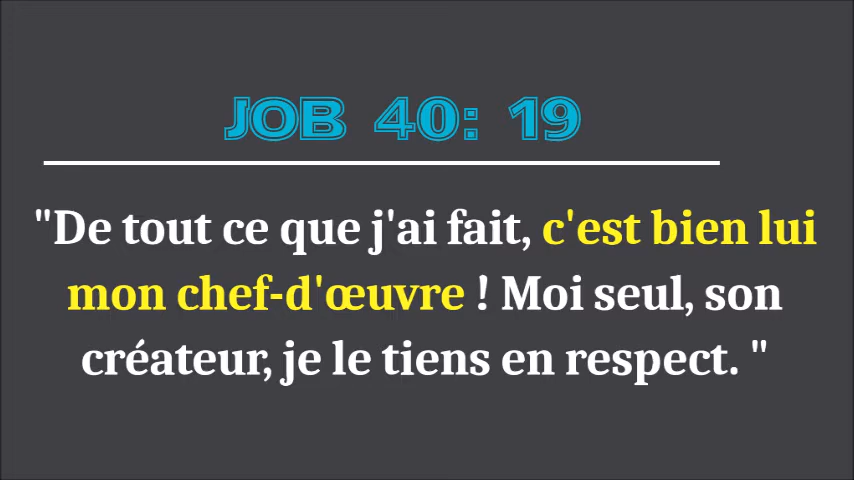 JOB 40: 19
"De tout ce que j'ai fait, c'est bien lui
mon chef-d'œuvre ! Moi seul, son
créateur, je le tiens en respect. "